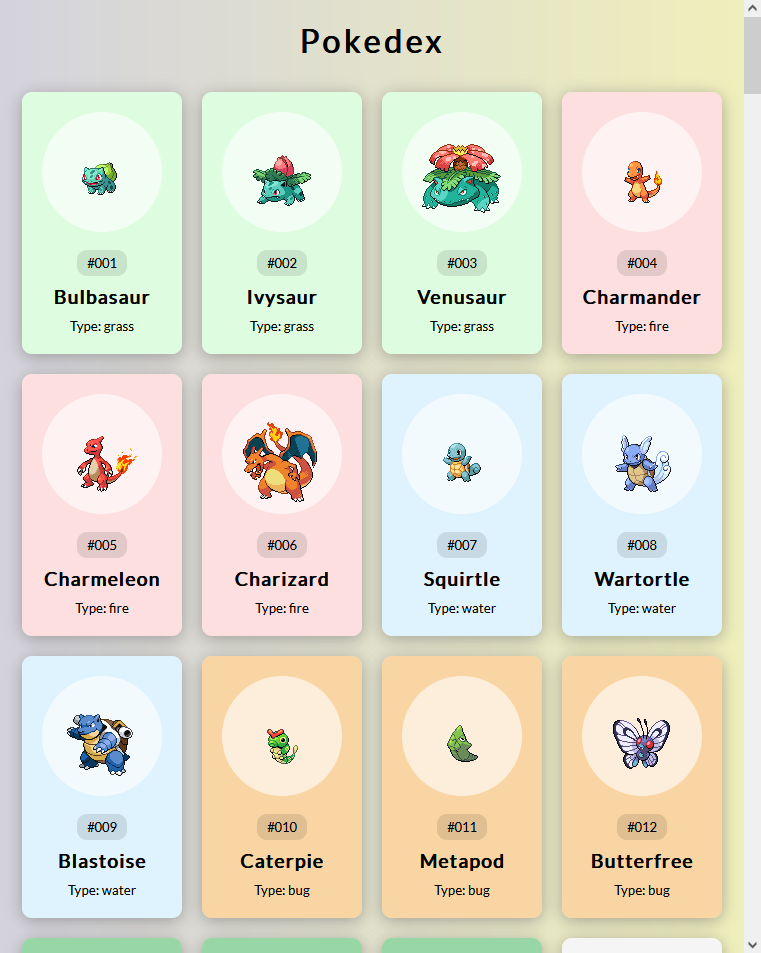 Pokedex
#001
Bulbasaur
Type: grass
#002
Ivysaur
Type: grass
#003
Venusaur
Type: grass
#004
Charmander
Type: fire
#005
Charmeleon
Type: fire
#006
Charizard
Type: fire
#007
Squirtle
Type: water
#008
Wartortle
Type: water
#009
Blastoise
Type: water
#010
Caterpie
Type: bug
#011
Metapod
Type: bug
#012
Butterfree
Type: bug